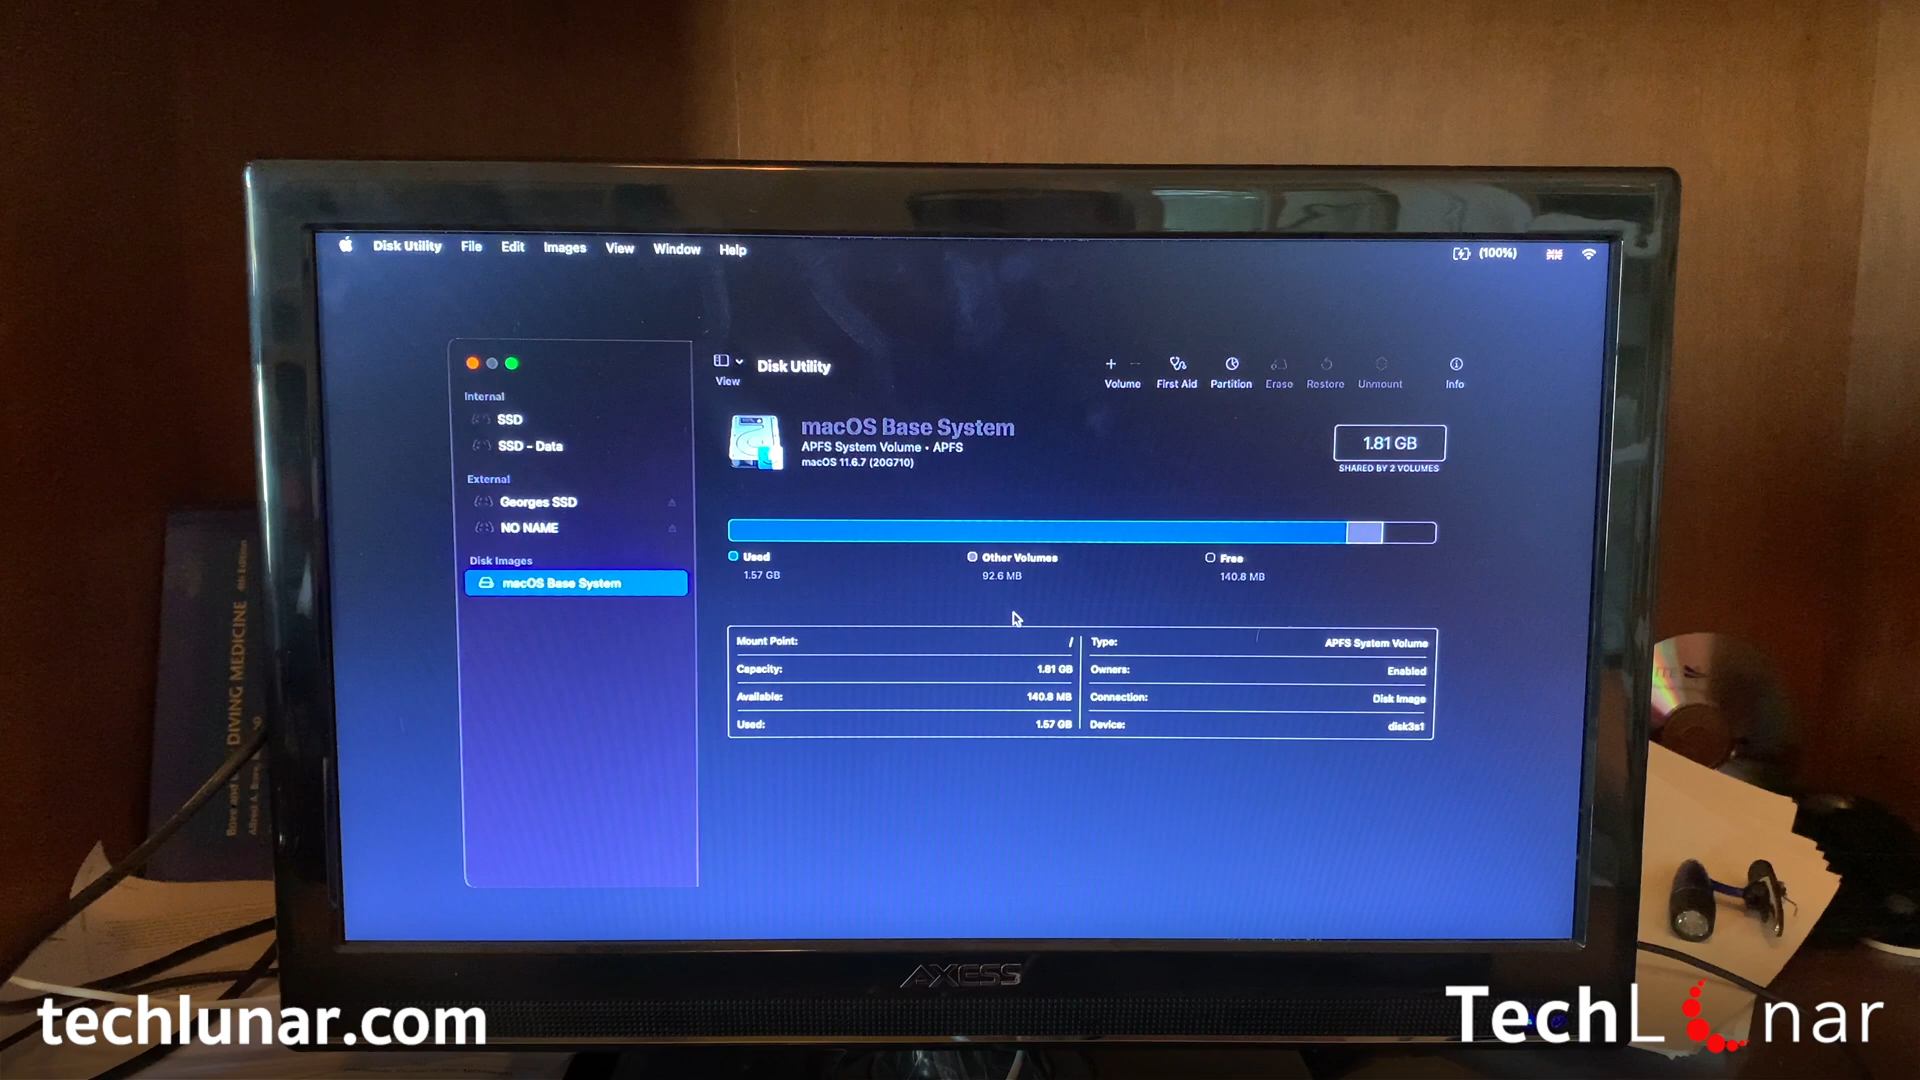 Disk Utility File Edit Images View Window Help
(100%)
Internal
SSD
SSD - Data
External
Georges SSD
NO NAME
Disk Images
macOS Base System
View
Disk Utility
Volume First Aid Partition Erase Restore Unmount Info
macOS Base System
APFS System Volume • APFS
macOS 11.6.7 (20G710)
1.81 GB
SHARED BY 2 VOLUMES
Used
1.57 GB
Other Volumes
92.6 MB
Free
140.8 MB
Mount Point: /
Capacity: 1.81 GB
Available: 140.8 MB
Used: 1.57 GB
Type: APFS System Volume
Owners: Enabled
Connection: Disk Image
Device: disk3s1
AXESS
DIVING MEDICINE 4th Edition
techlunar.com
TechLunar